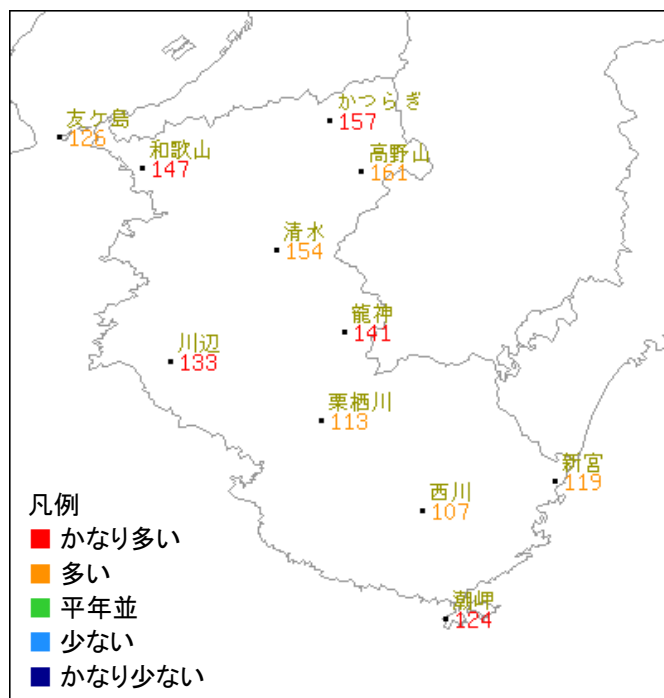 かつらぎ
157
友ケ島
126
和歌山
147
高野山
161
清水
154
龍神
141
川辺
133
栗栖川
113
新宮
119
西川
107
潮岬
124
凡例
かなり多い
多い
平年並
少ない
かなり少ない